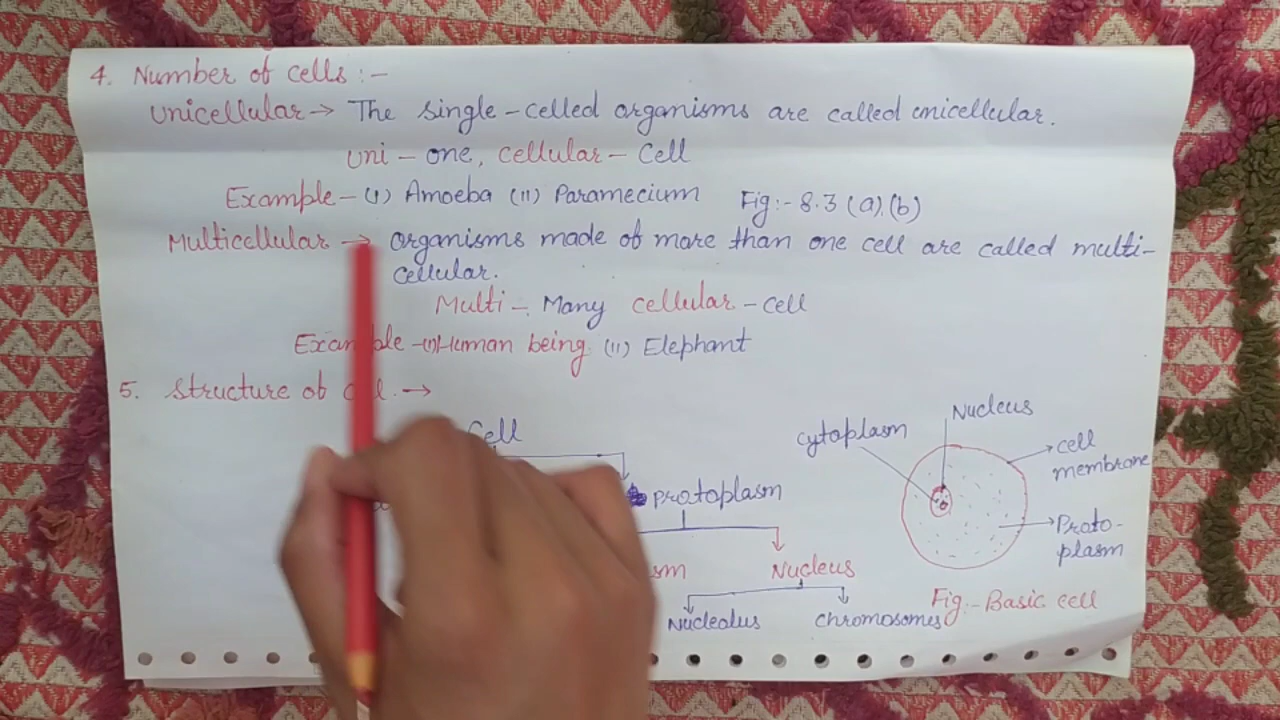 4. Number of cells :-
Unicellular → The single-celled organisms are called unicellular.
Uni - one, cellular - Cell
Example - (i) Amoeba (ii) Paramecium Fig:- 8.3 (a) (b)
Multicellular → Organisms made of more than one cell are called multi-
cellular.
Multi - Many cellular - cell
Example - (i) Human being (ii) Elephant
5. Structure of →
Cell
protoplasm
Nucleus
Nucleolus chromosomes
Nucleus
cytoplasm
cell
membrane
Proto-
plasm
Fig:- Basic cell